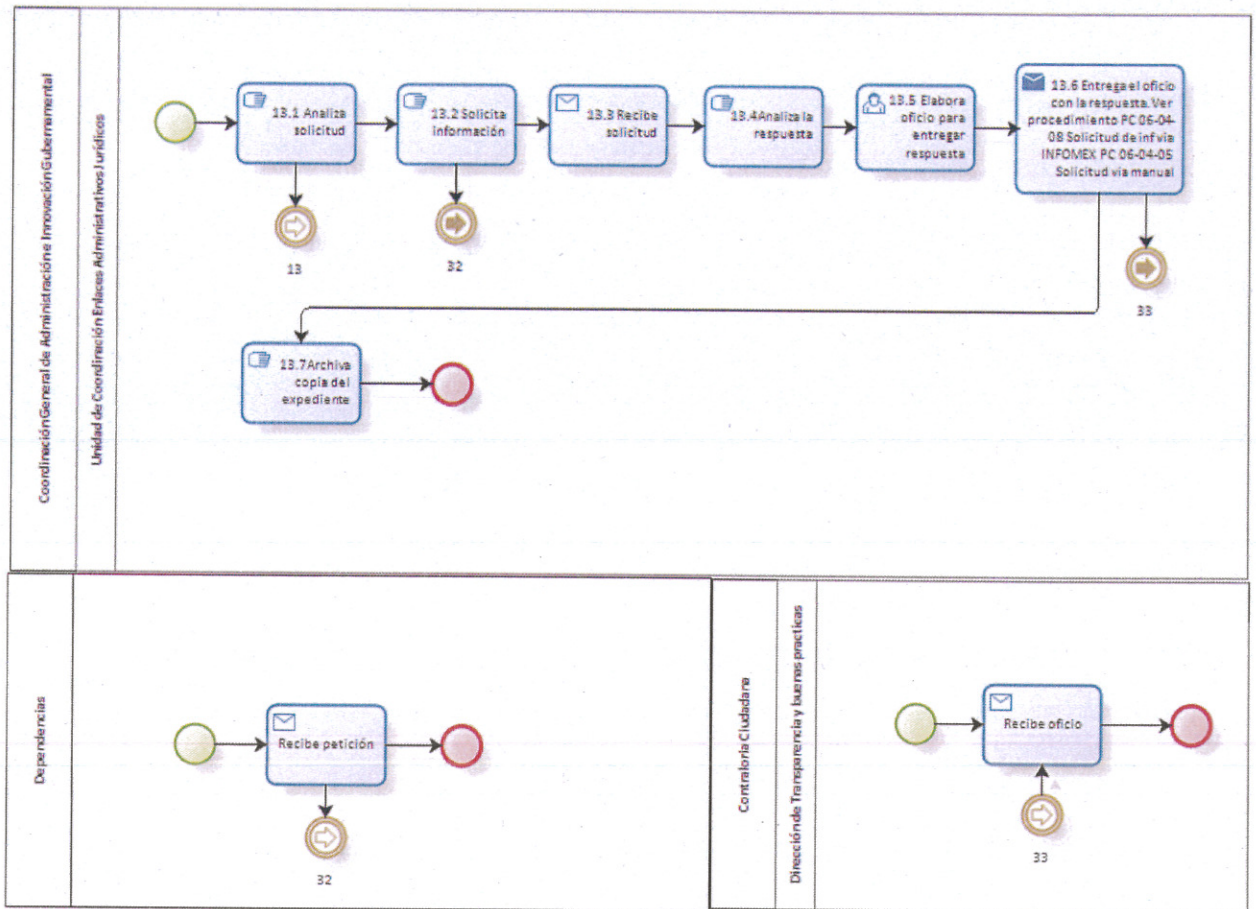 Coordinación General de Administración e Innovación Gubernamental
Unidad de Coordinación Enlaces Administrativos Jurídicos
13.1 Analiza
solicitud
13.2 Solicita
información
13.3 Recibe
solicitud
13.4 Analiza la
respuesta
13.5 Elabora
oficio para
entregar
respuesta
13.6 Entrega el oficio
con la respuesta. Ver
procedimiento PC 06-04-
08 Solicitud de inf vía
INFOMEX PC 06-04-05
Solicitud vía manual
13
32
33
13.7 Archiva
copia del
expediente
Dependencias
Recibe petición
32
Contraloría Ciudadana
Dirección de Transparencia y buenas practicas
Recibe oficio
33